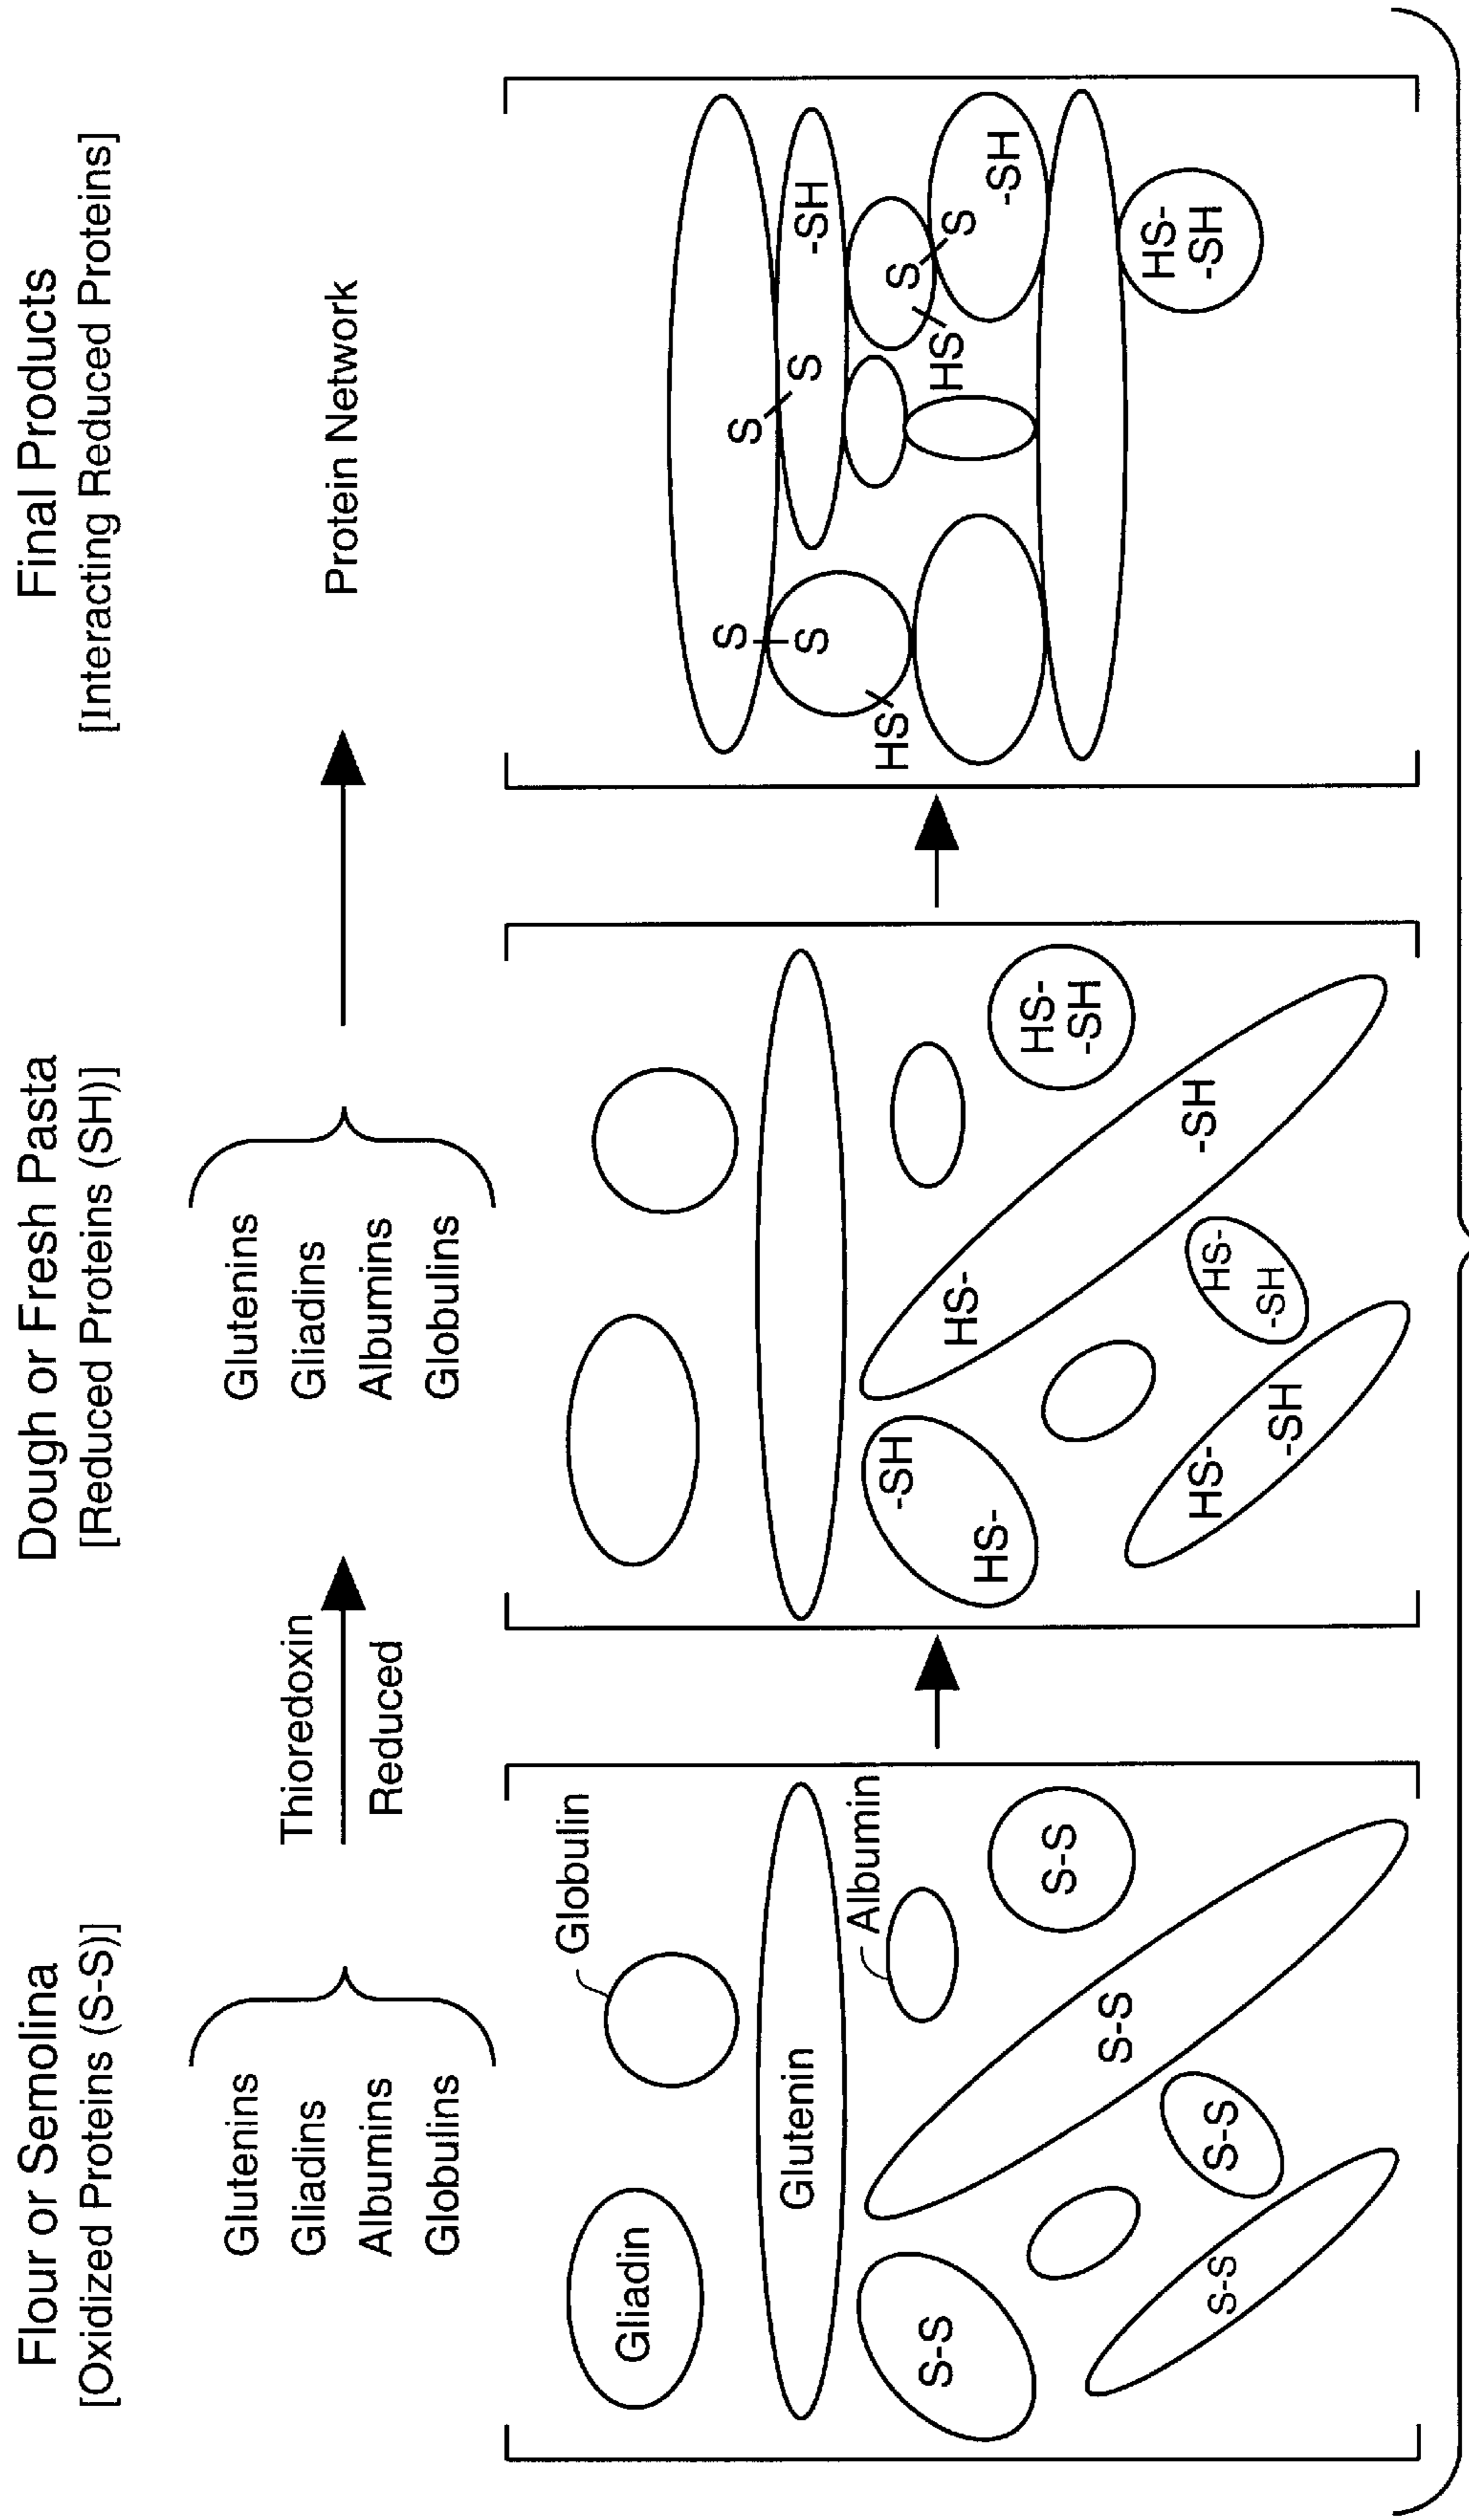 Flour or Semolina
[Oxidized Proteins (S-S)]
Glutenins
Gliadins
Albumins
Globulins
Thioredoxin
Reduced
Dough or Fresh Pasta
[Reduced Proteins (SH)]
Glutenins
Gliadins
Albumins
Globulins
Final Products
[Interacting Reduced Proteins]
Protein Network
Gliadin
Globulin
Glutenin
Albumin
S-S
S-S
S-S
S-S
S-S
-SH
HS-
HS-
-SH
HS-
-SH
HS-
-SH
HS-
-SH
S
S
S
S
-SH
HS
S
S
HS
-SH
HS-
-SH